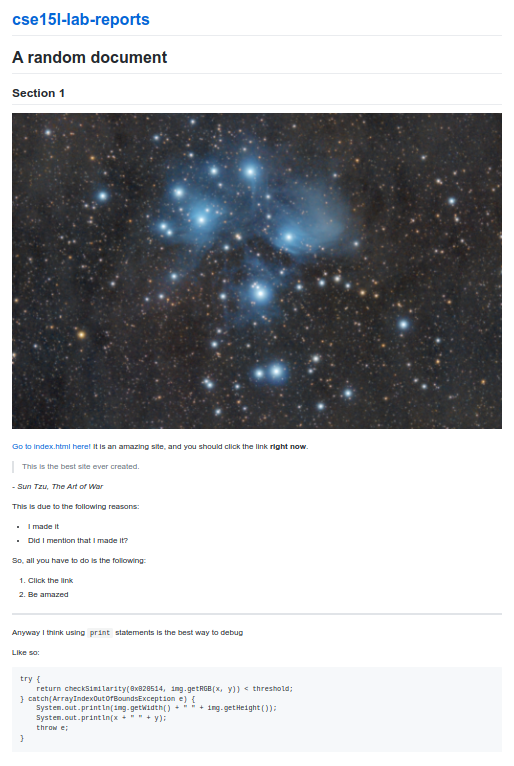 cse15l-lab-reports
A random document
Section 1
Go to index.html here! It is an amazing site, and you should click the link right now.
This is the best site ever created.
- Sun Tzu, The Art of War
This is due to the following reasons:
• I made it
• Did I mention that I made it?
So, all you have to do is the following:
1. Click the link
2. Be amazed
Anyway I think using print statements is the best way to debug
Like so:
try {
    return checkSimilarity(0x020514, img.getRGB(x, y)) < threshold;
} catch(ArrayIndexOutOfBoundsException e) {
    System.out.println(img.getWidth() + " " + img.getHeight());
    System.out.println(x + " " + y);
    throw e;
}